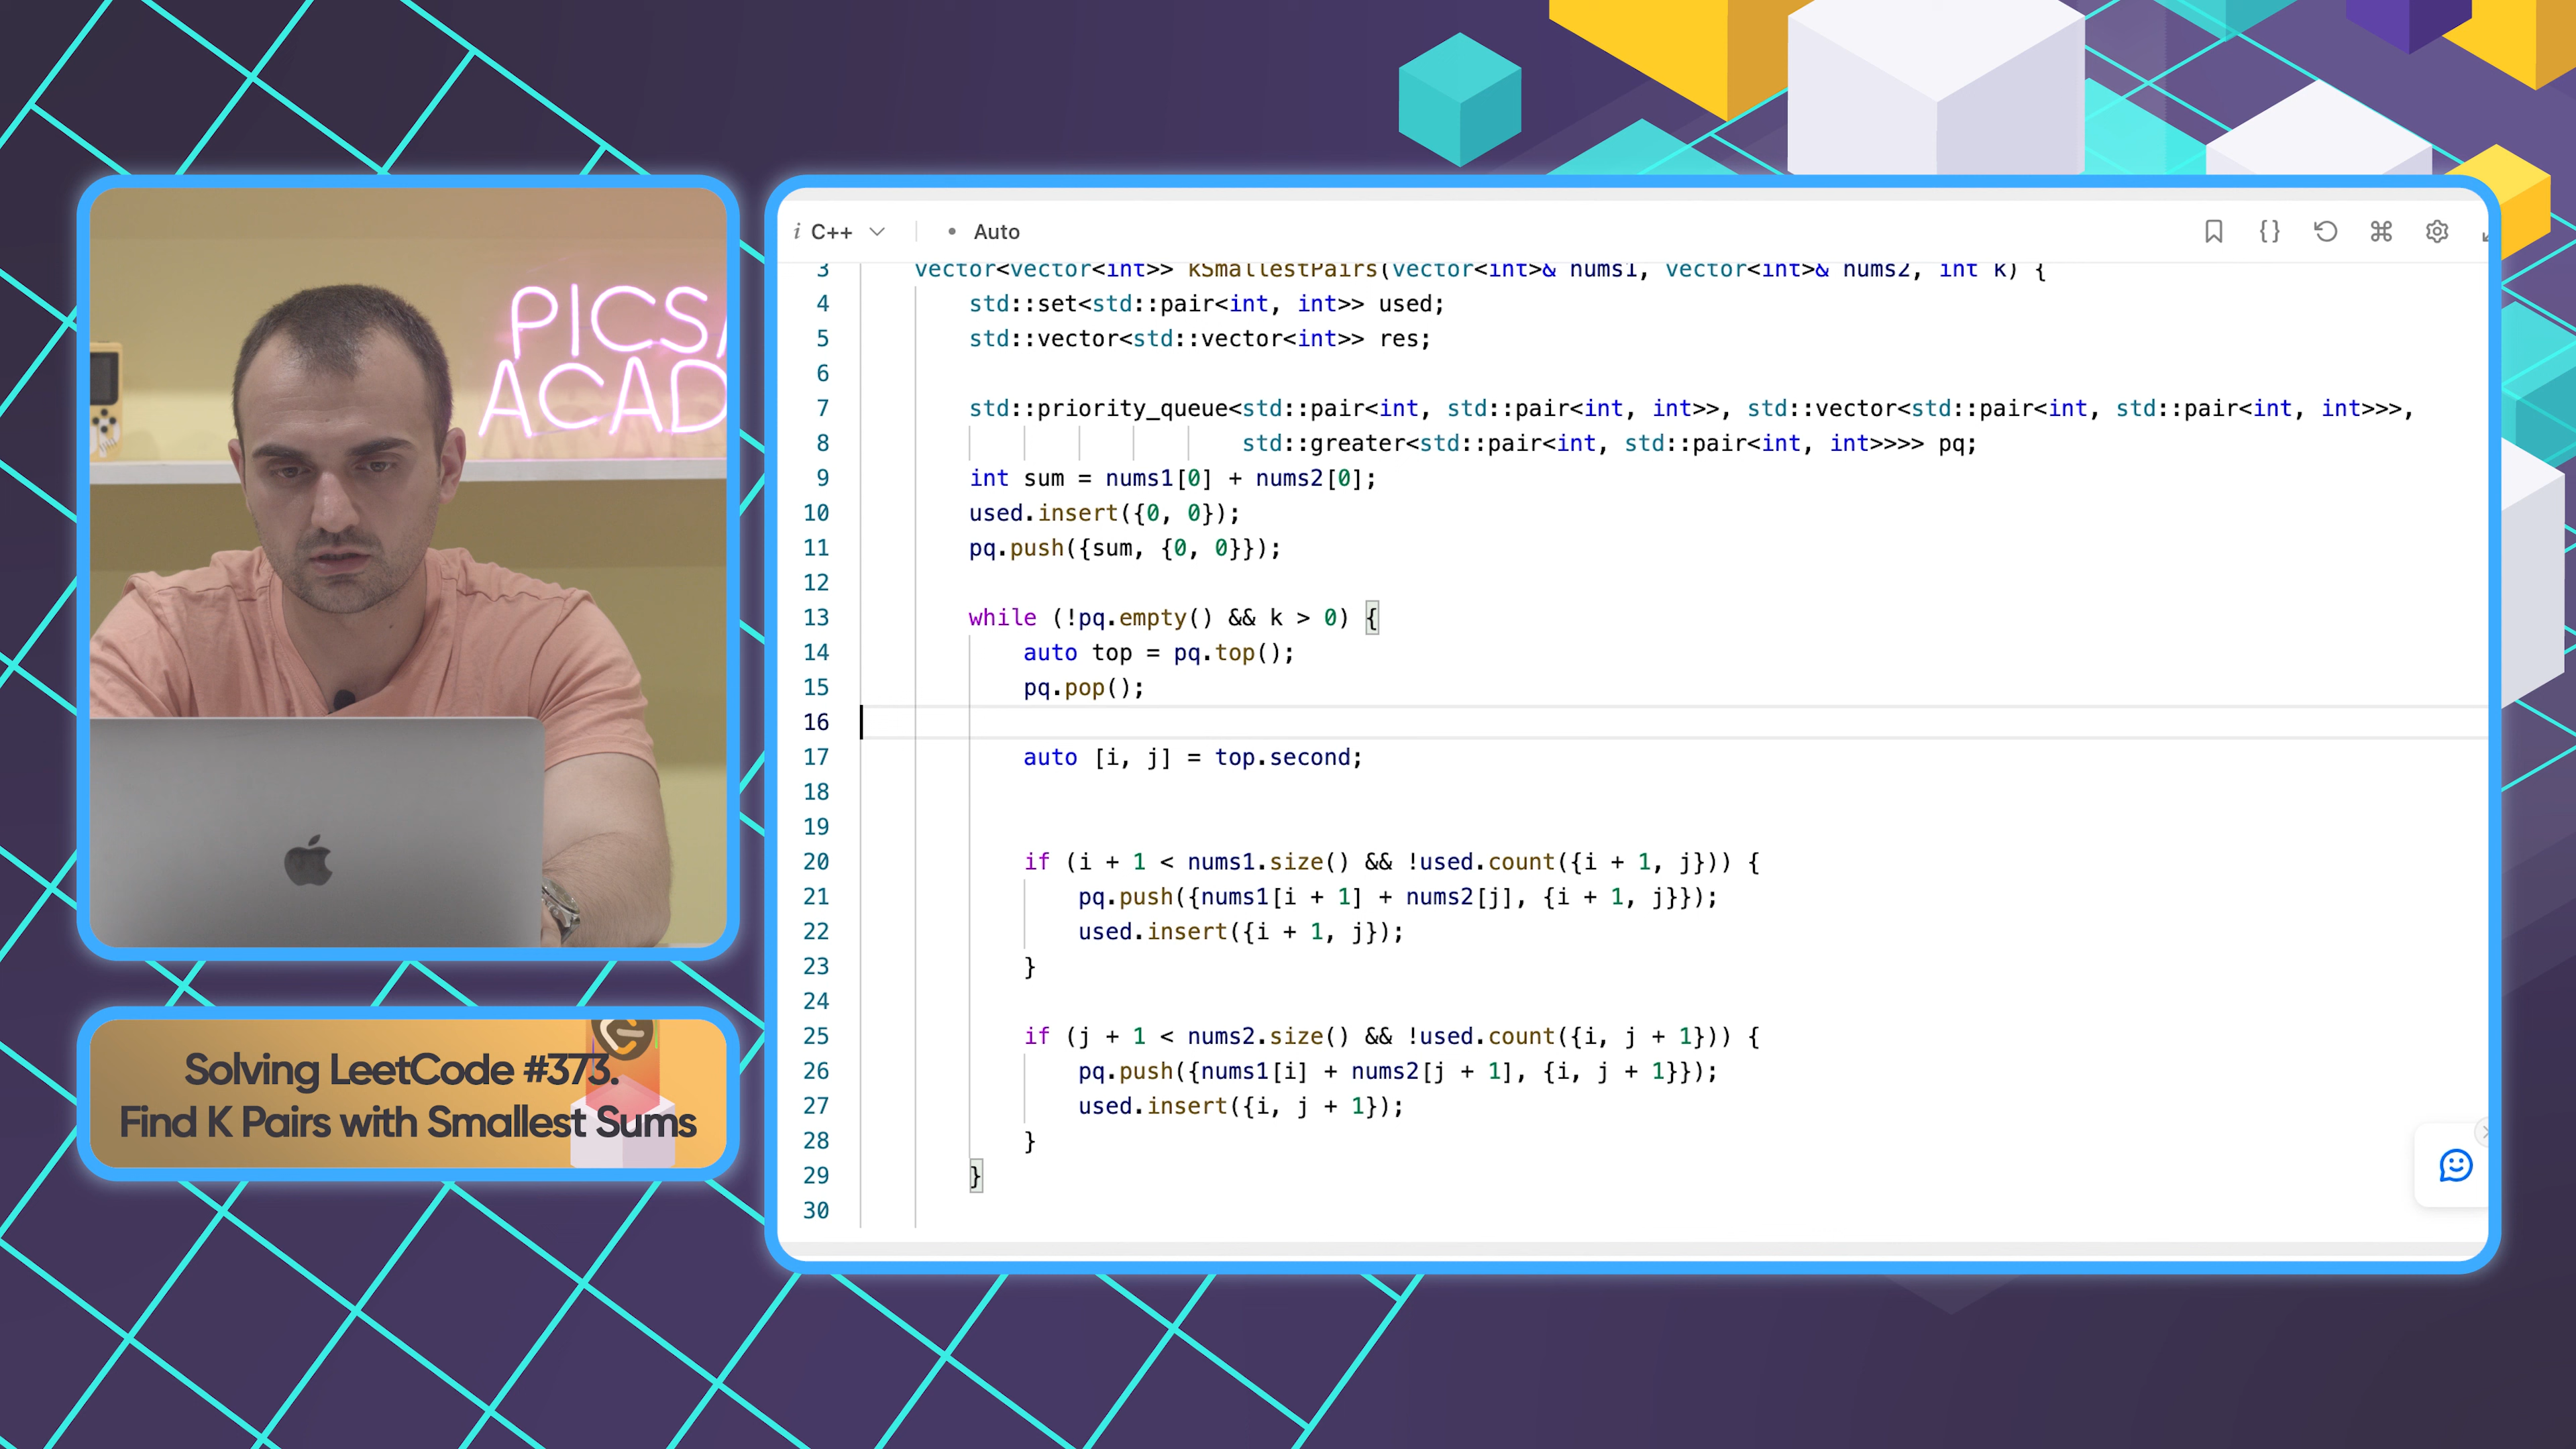 PICSA
ACAD
Solving LeetCode #373.
Find K Pairs with Smallest Sums
i C++ • Auto
3 vector<vector<int>> kSmallestPairs(vector<int>& nums1, vector<int>& nums2, int k) {
4 std::set<std::pair<int, int>> used;
5 std::vector<std::vector<int>> res;
6
7 std::priority_queue<std::pair<int, std::pair<int, int>>, std::vector<std::pair<int, std::pair<int, int>>>,
8 std::greater<std::pair<int, std::pair<int, int>>>> pq;
9 int sum = nums1[0] + nums2[0];
10 used.insert({0, 0});
11 pq.push({sum, {0, 0}});
12
13 while (!pq.empty() && k > 0) {
14 auto top = pq.top();
15 pq.pop();
16
17 auto [i, j] = top.second;
18
19
20 if (i + 1 < nums1.size() && !used.count({i + 1, j})) {
21 pq.push({nums1[i + 1] + nums2[j], {i + 1, j}});
22 used.insert({i + 1, j});
23 }
24
25 if (j + 1 < nums2.size() && !used.count({i, j + 1})) {
26 pq.push({nums1[i] + nums2[j + 1], {i, j + 1}});
27 used.insert({i, j + 1});
28 }
29 }
30